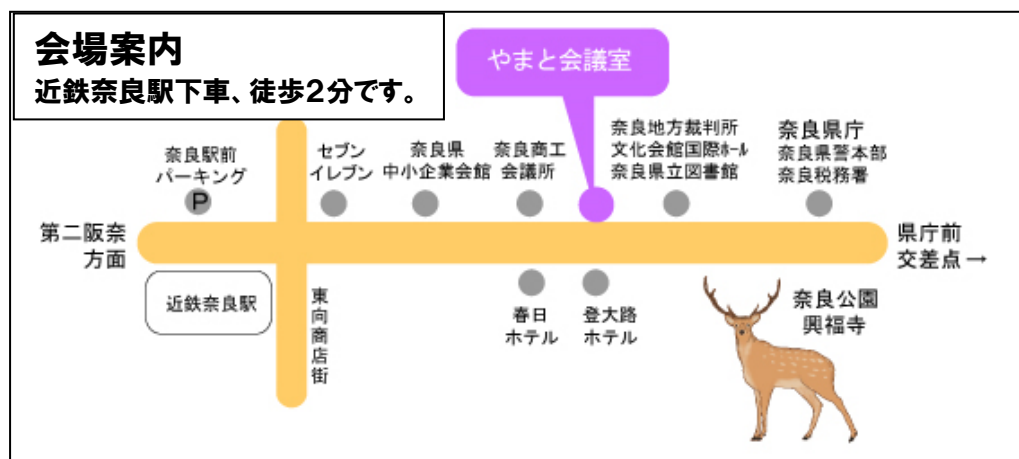 会場案内
近鉄奈良駅下車、徒歩2分です。
やまと会議室
奈良駅前
パーキング
P
セブン
イレブン
奈良県
中小企業会館
奈良商工
会議所
奈良地方裁判所
文化会館国際ホール
奈良県立図書館
奈良県庁
奈良県警本部
奈良税務署
第二阪奈
方面
県庁前
交差点→
近鉄奈良駅
東向商店街
春日
ホテル
登大路
ホテル
奈良公園
興福寺